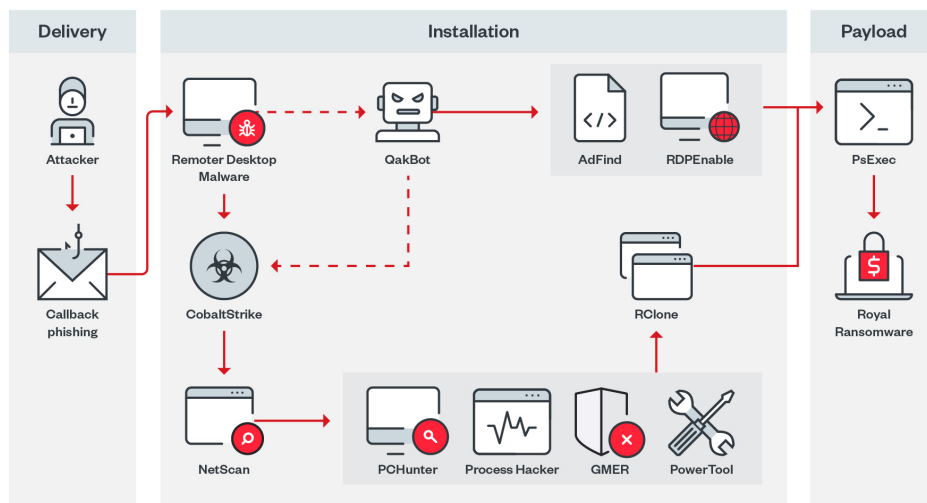 Delivery
Installation
Payload
Attacker
Remoter Desktop
Malware
QakBot
AdFind
RDPEnable
PsExec
Callback
phishing
CobaltStrike
RClone
Royal
Ransomware
NetScan
PCHunter
Process Hacker
GMER
PowerTool